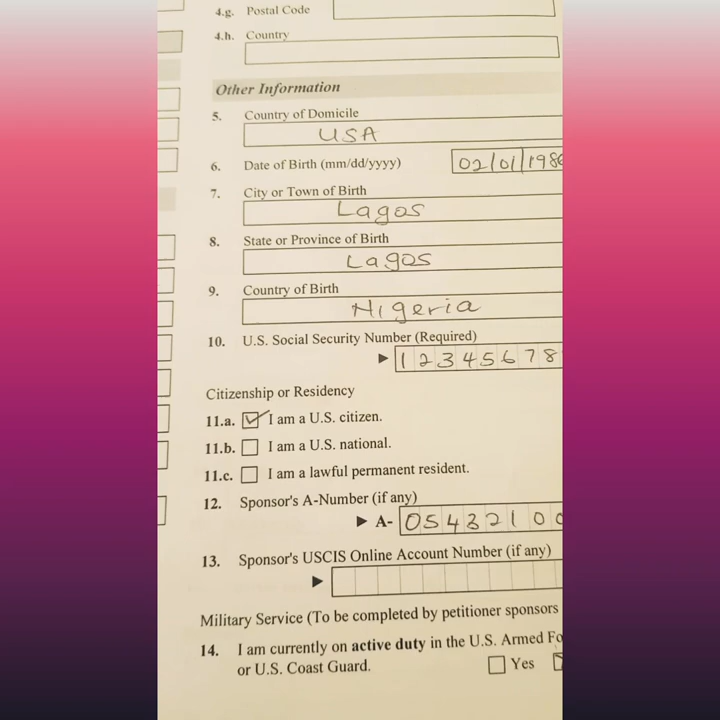 4.g. Postal Code
4.h. Country
Other Information
5. Country of Domicile
USA
6. Date of Birth (mm/dd/yyyy) 02/01/198
7. City or Town of Birth
Lagos
8. State or Province of Birth
Lagos
9. Country of Birth
Nigeria
10. U.S. Social Security Number (Required)
► 12345678
Citizenship or Residency
11.a. I am a U.S. citizen.
11.b. I am a U.S. national.
11.c. I am a lawful permanent resident.
12. Sponsor's A-Number (if any)
► A- 05432100
13. Sponsor's USCIS Online Account Number (if any)
►
Military Service (To be completed by petitioner sponsors
14. I am currently on active duty in the U.S. Armed Fo
or U.S. Coast Guard. Yes